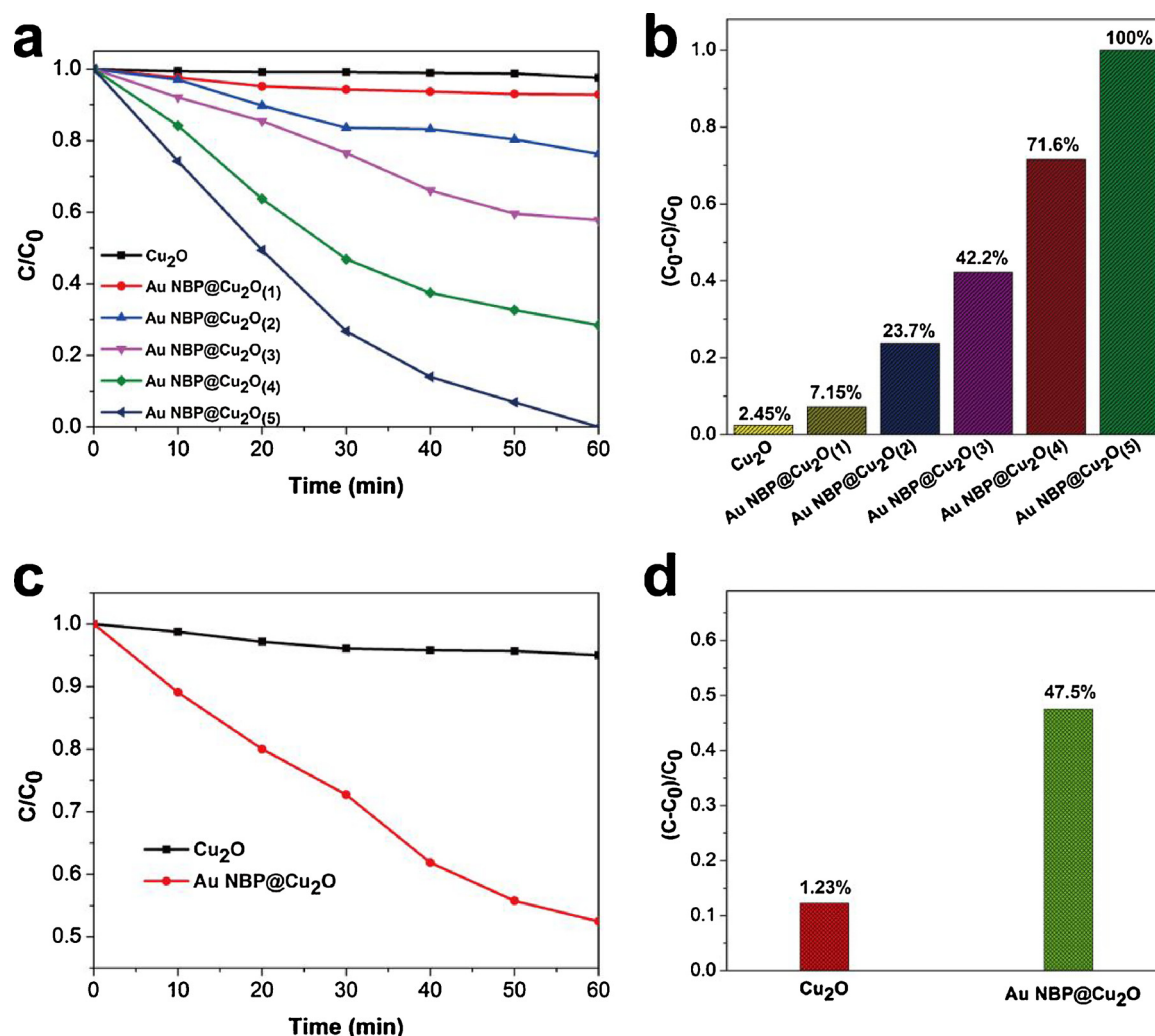 a
C/C0
1.0
0.8
0.6
0.4
0.2
0.0
Cu2O
Au NBP@Cu2O(1)
Au NBP@Cu2O(2)
Au NBP@Cu2O(3)
Au NBP@Cu2O(4)
Au NBP@Cu2O(5)
0 10 20 30 40 50 60
Time (min)
b
(C0-C)/C0
1.0
0.8
0.6
0.4
0.2
0.0
2.45%
7.15%
23.7%
42.2%
71.6%
100%
Cu2O
Au NBP@Cu2O(1)
Au NBP@Cu2O(2)
Au NBP@Cu2O(3)
Au NBP@Cu2O(4)
Au NBP@Cu2O(5)
c
C/C0
1.0
0.9
0.8
0.7
0.6
0.5
Cu2O
Au NBP@Cu2O
0 10 20 30 40 50 60
Time (min)
d
(C-C0)/C0
0.6
0.5
0.4
0.3
0.2
0.1
0.0
1.23%
47.5%
Cu2O
Au NBP@Cu2O